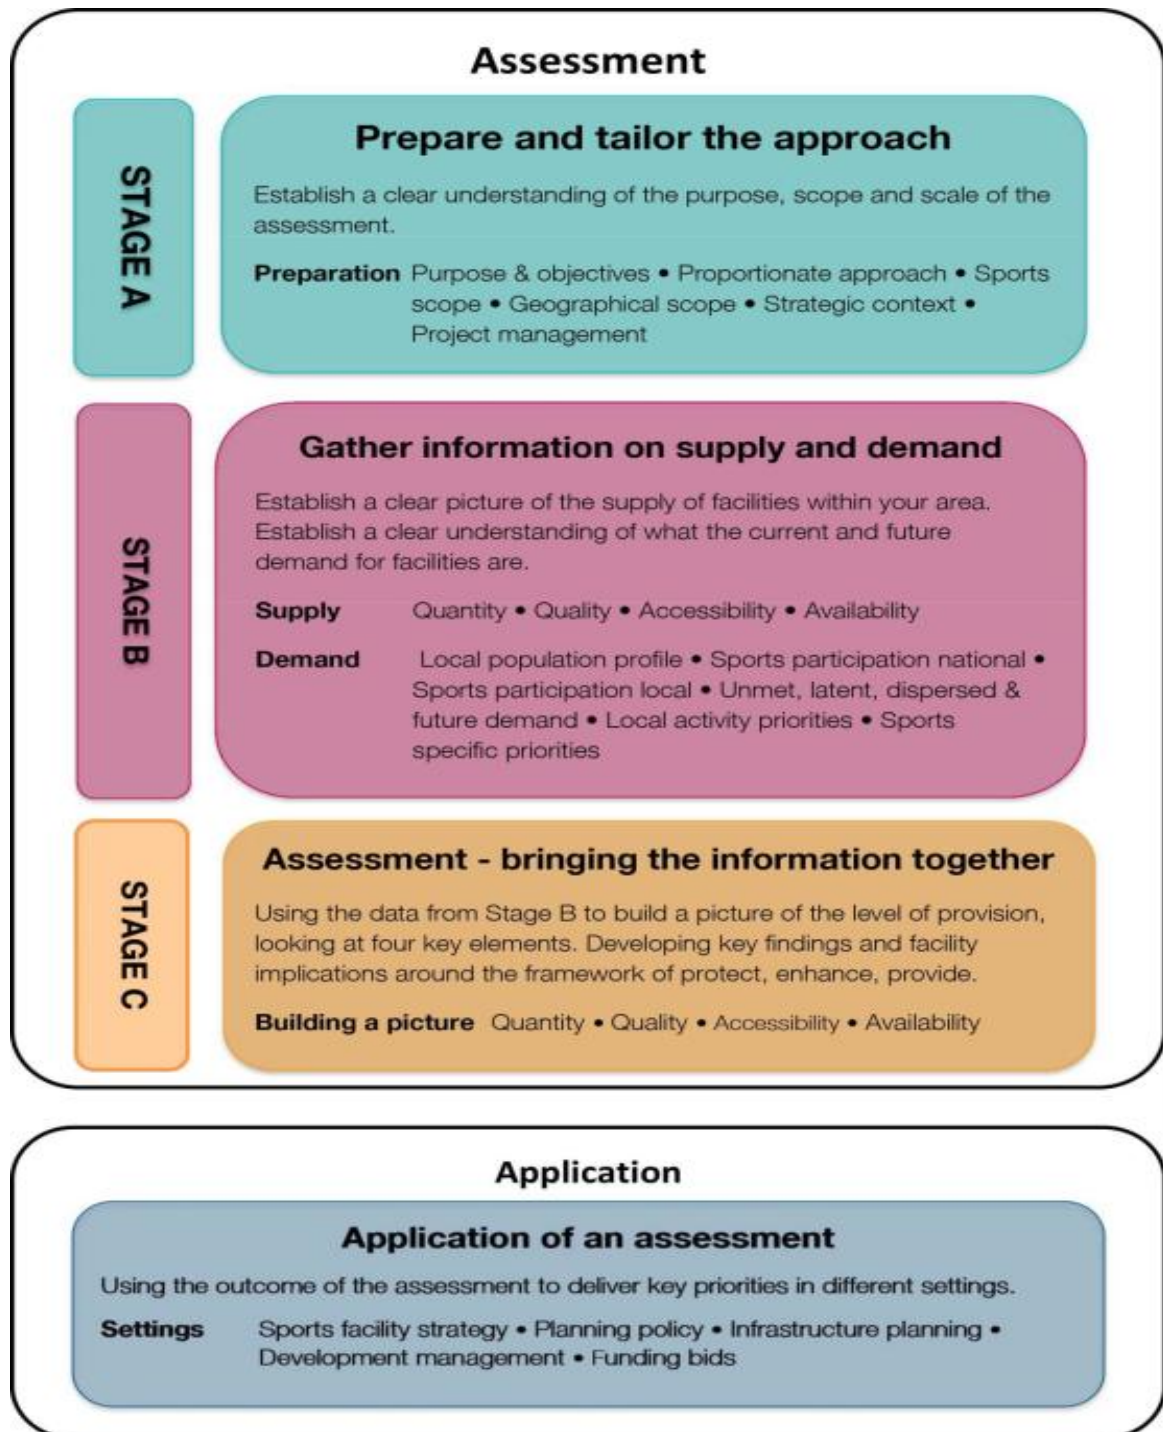 Assessment
STAGE A
Prepare and tailor the approach
Establish a clear understanding of the purpose, scope and scale of the
assessment.
Preparation Purpose & objectives • Proportionate approach • Sports
scope • Geographical scope • Strategic context •
Project management
STAGE B
Gather information on supply and demand
Establish a clear picture of the supply of facilities within your area.
Establish a clear understanding of what the current and future
demand for facilities are.
Supply Quantity • Quality • Accessibility • Availability
Demand Local population profile • Sports participation national •
Sports participation local • Unmet, latent, dispersed &
future demand • Local activity priorities • Sports
specific priorities
STAGE C
Assessment - bringing the information together
Using the data from Stage B to build a picture of the level of provision,
looking at four key elements. Developing key findings and facility
implications around the framework of protect, enhance, provide.
Building a picture Quantity • Quality • Accessibility • Availability
Application
Application of an assessment
Using the outcome of the assessment to deliver key priorities in different settings.
Settings Sports facility strategy • Planning policy • Infrastructure planning •
Development management • Funding bids